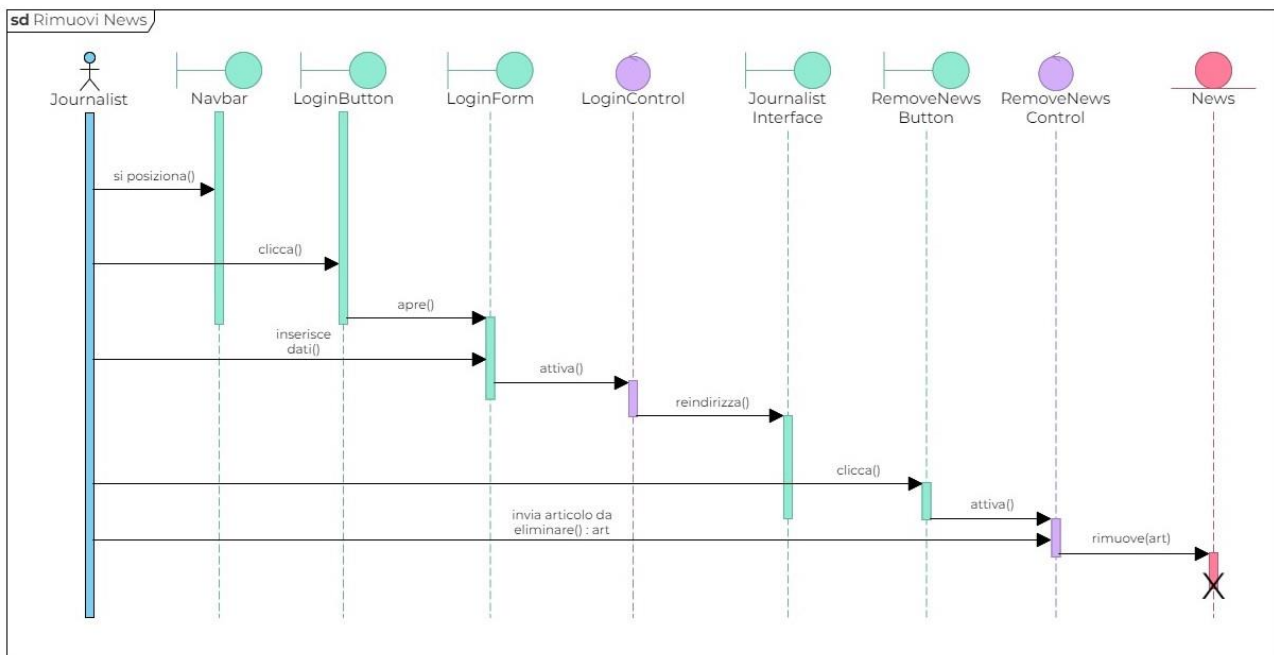 sd Rimuovi News
Journalist
Navbar
LoginButton
LoginForm
LoginControl
Journalist
Interface
RemoveNews
Button
RemoveNews
Control
News
si posiziona()
clicca()
apre()
inserisce
dati()
attiva()
reindirizza()
clicca()
attiva()
invia articolo da
eliminare() : art
rimuove(art)
X